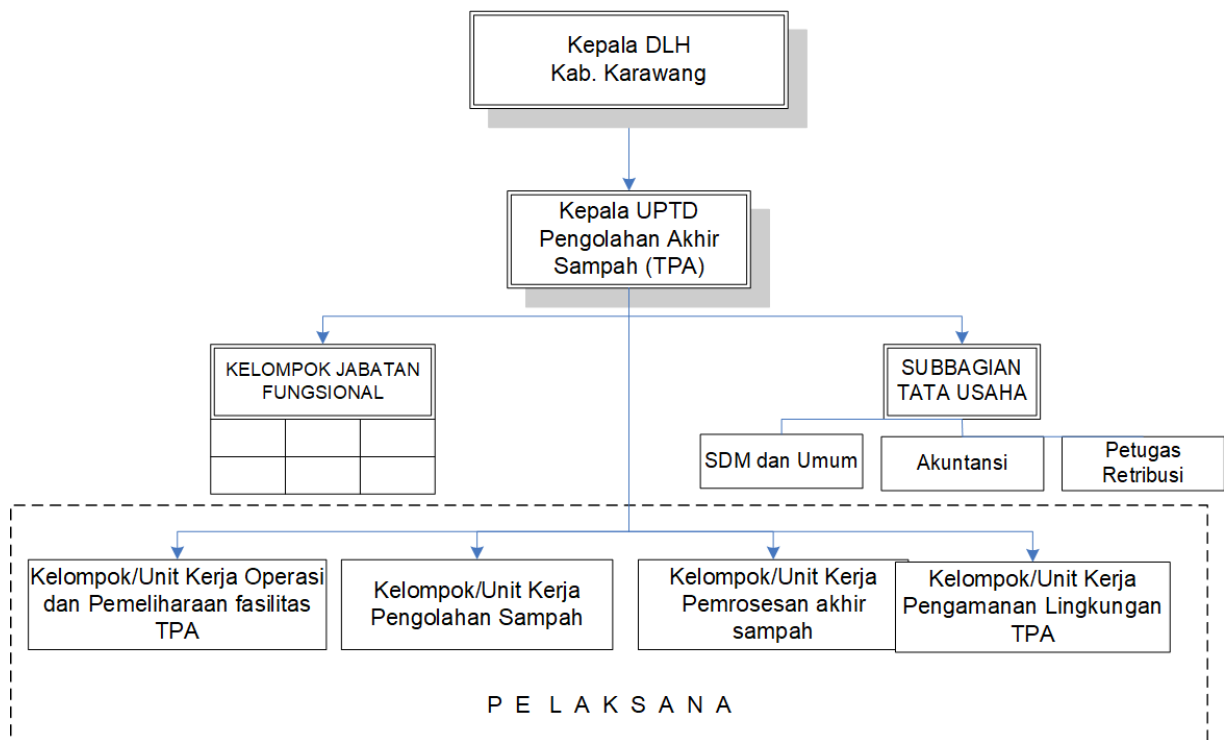 Kepala DLH
Kab. Karawang
Kepala UPTD
Pengolahan Akhir
Sampah (TPA)
KELOMPOK JABATAN
FUNGSIONAL
SUBBAGIAN
TATA USAHA
SDM dan Umum
Akuntansi
Petugas
Retribusi
Kelompok/Unit Kerja Operasi
dan Pemeliharaan fasilitas
TPA
Kelompok/Unit Kerja
Pengolahan Sampah
Kelompok/Unit Kerja
Pemrosesan akhir
sampah
Kelompok/Unit Kerja
Pengamanan Lingkungan
TPA
P E L A K S A N A